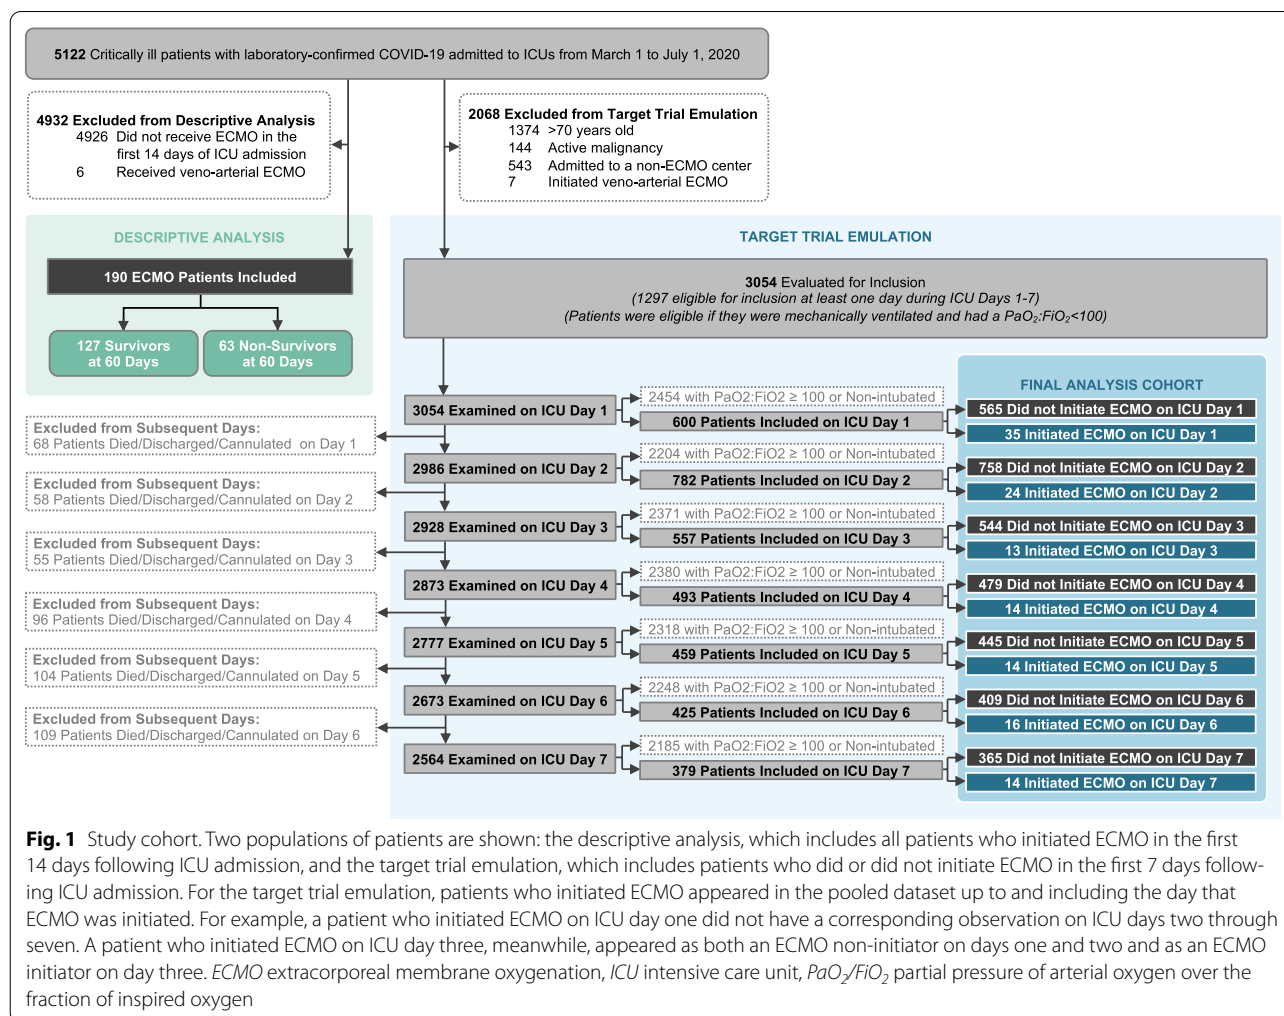 5122 Critically ill patients with laboratory-confirmed COVID-19 admitted to ICUs from March 1 to July 1, 2020
4932 Excluded from Descriptive Analysis
4926 Did not receive ECMO in the
first 14 days of ICU admission
6 Received veno-arterial ECMO
2068 Excluded from Target Trial Emulation
1374 >70 years old
144 Active malignancy
543 Admitted to a non-ECMO center
7 Initiated veno-arterial ECMO
DESCRIPTIVE ANALYSIS
190 ECMO Patients Included
127 Survivors
at 60 Days
63 Non-Survivors
at 60 Days
TARGET TRIAL EMULATION
3054 Evaluated for Inclusion
(1297 eligible for inclusion at least one day during ICU Days 1-7)
(Patients were eligible if they were mechanically ventilated and had a PaO₂:FiO₂<100)
FINAL ANALYSIS COHORT
3054 Examined on ICU Day 1
2454 with PaO2:FiO2 ≥ 100 or Non-intubated
600 Patients Included on ICU Day 1
565 Did not Initiate ECMO on ICU Day 1
35 Initiated ECMO on ICU Day 1
Excluded from Subsequent Days:
68 Patients Died/Discharged/Cannulated on Day 1
2986 Examined on ICU Day 2
2204 with PaO2:FiO2 ≥ 100 or Non-intubated
782 Patients Included on ICU Day 2
758 Did not Initiate ECMO on ICU Day 2
24 Initiated ECMO on ICU Day 2
Excluded from Subsequent Days:
58 Patients Died/Discharged/Cannulated on Day 2
2928 Examined on ICU Day 3
2371 with PaO2:FiO2 ≥ 100 or Non-intubated
557 Patients Included on ICU Day 3
544 Did not Initiate ECMO on ICU Day 3
13 Initiated ECMO on ICU Day 3
Excluded from Subsequent Days:
55 Patients Died/Discharged/Cannulated on Day 3
2873 Examined on ICU Day 4
2380 with PaO2:FiO2 ≥ 100 or Non-intubated
493 Patients Included on ICU Day 4
479 Did not Initiate ECMO on ICU Day 4
14 Initiated ECMO on ICU Day 4
Excluded from Subsequent Days:
96 Patients Died/Discharged/Cannulated on Day 4
2777 Examined on ICU Day 5
2318 with PaO2:FiO2 ≥ 100 or Non-intubated
459 Patients Included on ICU Day 5
445 Did not Initiate ECMO on ICU Day 5
14 Initiated ECMO on ICU Day 5
Excluded from Subsequent Days:
104 Patients Died/Discharged/Cannulated on Day 5
2673 Examined on ICU Day 6
2248 with PaO2:FiO2 ≥ 100 or Non-intubated
425 Patients Included on ICU Day 6
409 Did not Initiate ECMO on ICU Day 6
16 Initiated ECMO on ICU Day 6
Excluded from Subsequent Days:
109 Patients Died/Discharged/Cannulated on Day 6
2564 Examined on ICU Day 7
2185 with PaO2:FiO2 ≥ 100 or Non-intubated
379 Patients Included on ICU Day 7
365 Did not Initiate ECMO on ICU Day 7
14 Initiated ECMO on ICU Day 7
Fig. 1 Study cohort. Two populations of patients are shown: the descriptive analysis, which includes all patients who initiated ECMO in the first
14 days following ICU admission, and the target trial emulation, which includes patients who did or did not initiate ECMO in the first 7 days follow-
ing ICU admission. For the target trial emulation, patients who initiated ECMO appeared in the pooled dataset up to and including the day that
ECMO was initiated. For example, a patient who initiated ECMO on ICU day one did not have a corresponding observation on ICU days two through
seven. A patient who initiated ECMO on ICU day three, meanwhile, appeared as both an ECMO non-initiator on days one and two and as an ECMO
initiator on day three. ECMO extracorporeal membrane oxygenation, ICU intensive care unit, PaO₂/FiO₂ partial pressure of arterial oxygen over the
fraction of inspired oxygen